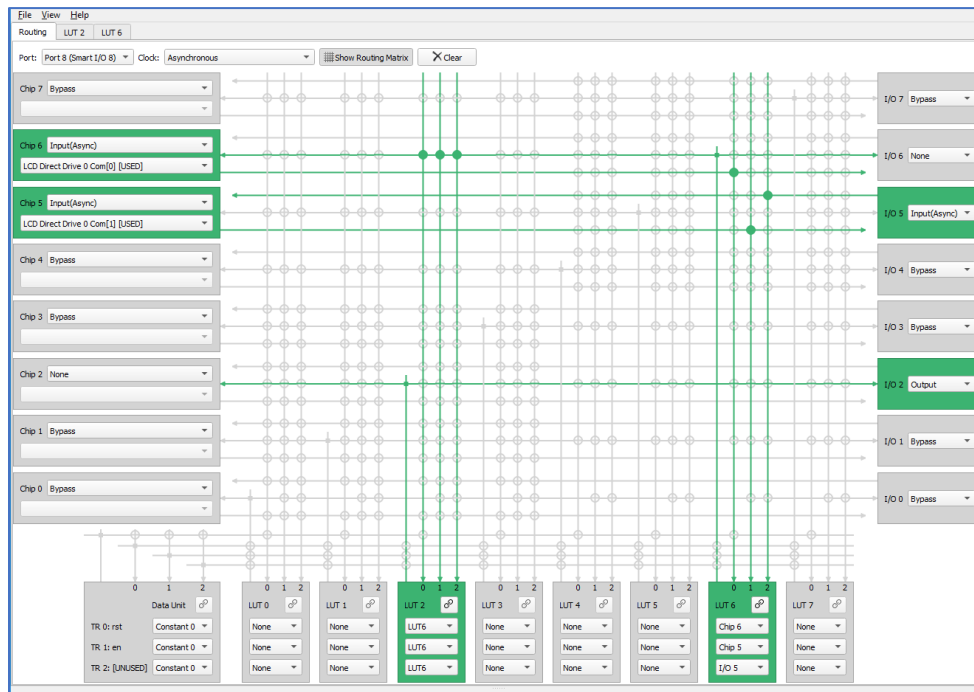 File View Help
Routing LUT 2 LUT 6
Port: Port 8 (Smart I/O 8) Clock: Asynchronous Show Routing Matrix Clear
Chip 7 Bypass
I/O 7 Bypass
Chip 6 Input(Async)
LCD Direct Drive 0 Com[0] [USED]
I/O 6 None
Chip 5 Input(Async)
LCD Direct Drive 0 Com[1] [USED]
I/O 5 Input(Async)
Chip 4 Bypass
I/O 4 Bypass
Chip 3 Bypass
I/O 3 Bypass
Chip 2 None
I/O 2 Output
Chip 1 Bypass
I/O 1 Bypass
Chip 0 Bypass
I/O 0 Bypass
0 1 2 0 1 2 0 1 2 0 1 2 0 1 2 0 1 2 0 1 2 0 1 2 0 1 2
Data Unit LUT 0 LUT 1 LUT 2 LUT 3 LUT 4 LUT 5 LUT 6 LUT 7
TR 0: rst Constant 0 None None LUT6 None None None Chip 6 None
TR 1: en Constant 0 None None LUT6 None None None Chip 5 None
TR 2: [UNUSED] Constant 0 None None LUT6 None None None I/O 5 None